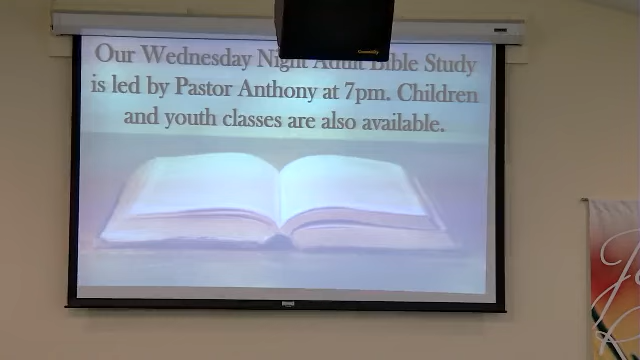 Our Wednesday Night Adult Bible Study
is led by Pastor Anthony at 7pm. Children
and youth classes are also available.